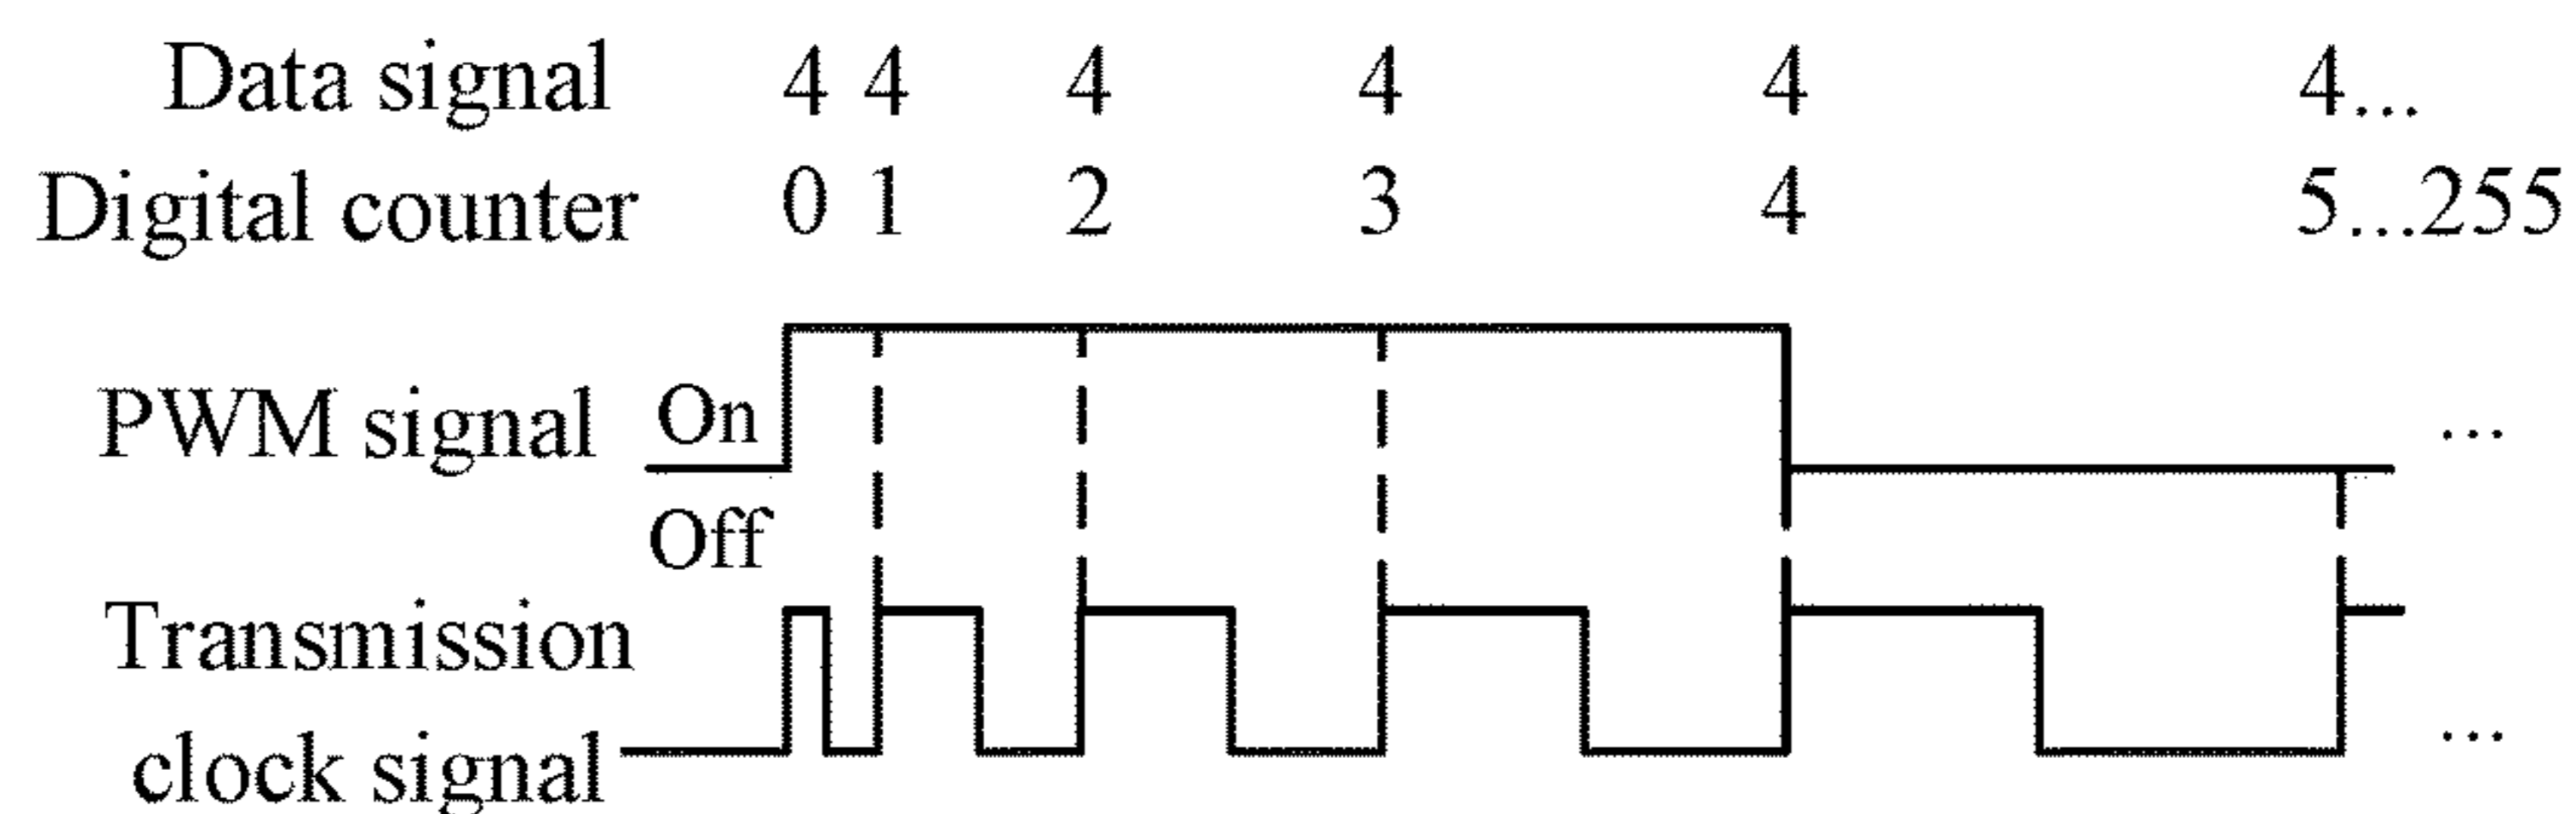 Data signal 4 4 4 4 4 4...
Digital counter 0 1 2 3 4 5...255
PWM signal On ...
Off
Transmission
clock signal ...